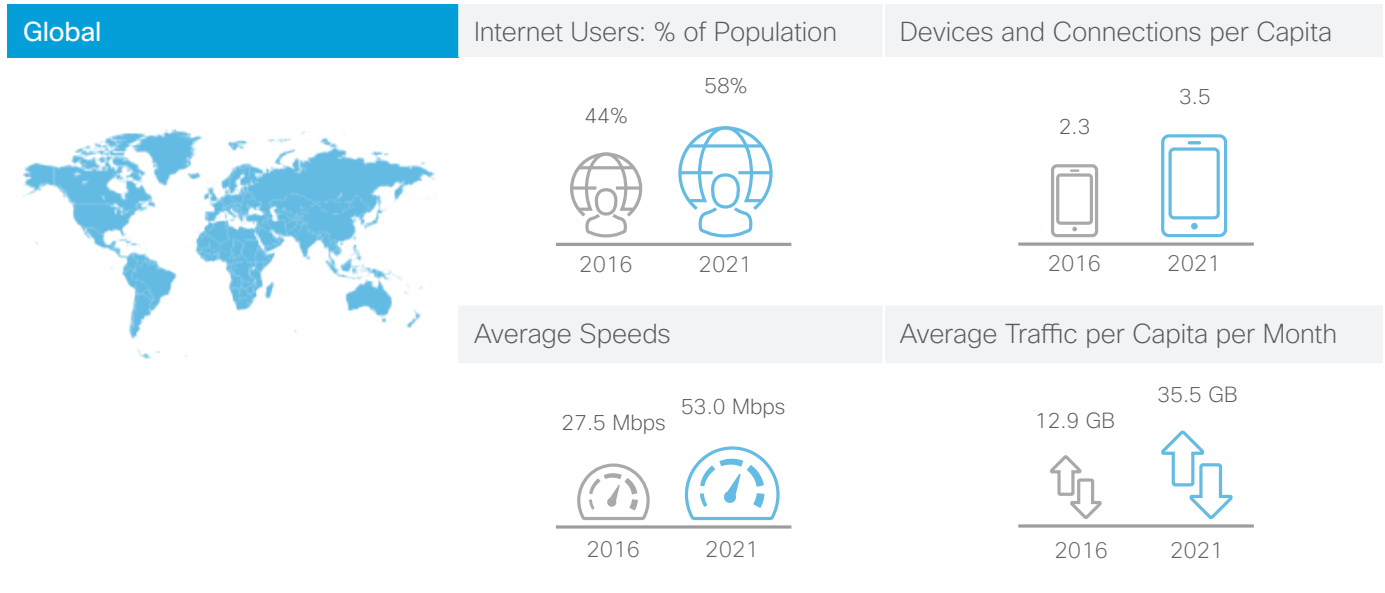 Global
Internet Users: % of Population
Devices and Connections per Capita
44%
58%
2016
2021
2.3
3.5
2016
2021
Average Speeds
Average Traffic per Capita per Month
27.5 Mbps
53.0 Mbps
2016
2021
12.9 GB
35.5 GB
2016
2021